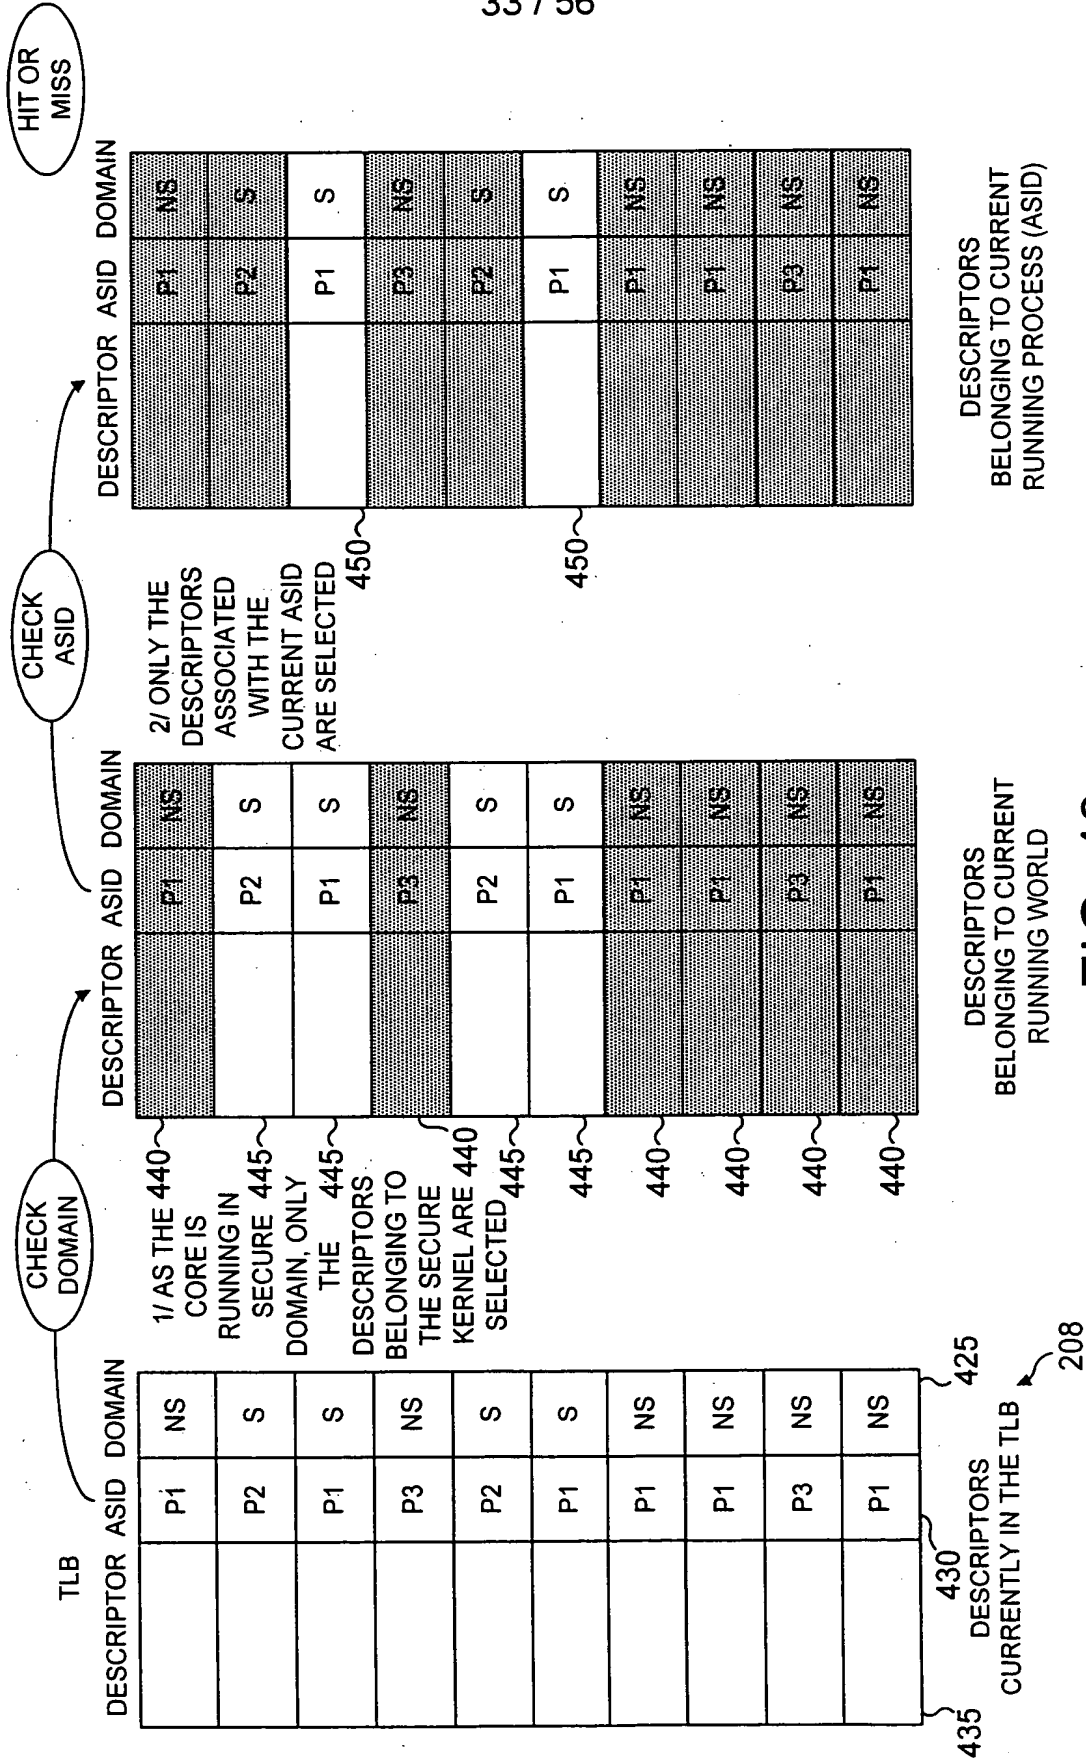 33 / 56
CHECK
DOMAIN
CHECK
ASID
HIT OR
MISS
TLB
DESCRIPTOR ASID DOMAIN
P1 NS
P2 S
P1 S
P3 NS
P2 S
P1 S
P1 NS
P1 NS
P3 NS
P1 NS
435
430
425
DESCRIPTORS
CURRENTLY IN THE TLB
208
1/ AS THE
CORE IS
RUNNING IN
SECURE
DOMAIN, ONLY
THE
DESCRIPTORS
BELONGING TO
THE SECURE
KERNEL ARE
SELECTED
440
445
445
440
445
445
440
440
440
440
DESCRIPTOR ASID DOMAIN
P1 NS
P2 S
P1 S
P3 NS
P2 S
P1 S
P1 NS
P1 NS
P3 NS
P1 NS
DESCRIPTORS
BELONGING TO CURRENT
RUNNING WORLD
2/ ONLY THE
DESCRIPTORS
ASSOCIATED
WITH THE
CURRENT ASID
ARE SELECTED
450
450
DESCRIPTOR ASID DOMAIN
P1 NS
P2 S
P1 S
P3 NS
P2 S
P1 S
P1 NS
P1 NS
P3 NS
P1 NS
DESCRIPTORS
BELONGING TO CURRENT
RUNNING PROCESS (ASID)